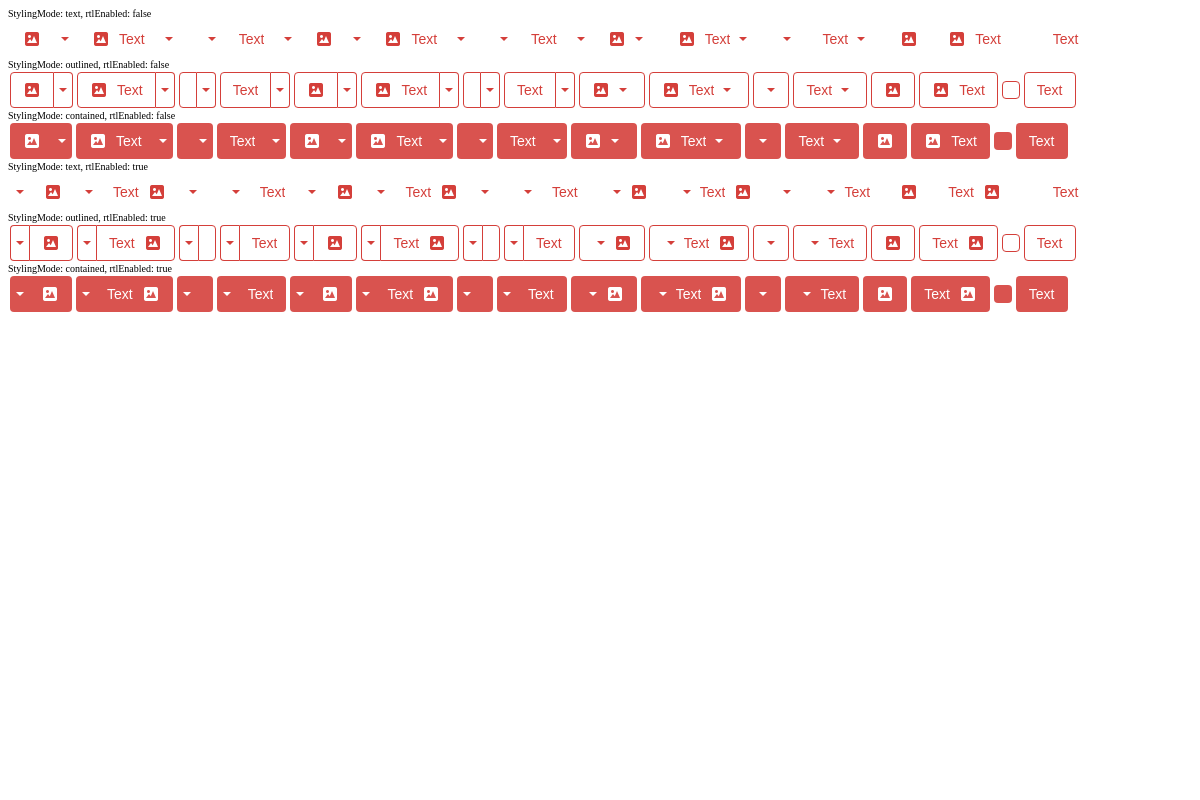 StylingMode: text, rtlEnabled: false
Text Text Text Text Text Text Text Text
StylingMode: outlined, rtlEnabled: false
Text Text Text Text Text Text Text Text
StylingMode: contained, rtlEnabled: false
Text Text Text Text Text Text Text Text
StylingMode: text, rtlEnabled: true
Text Text Text Text Text Text Text Text
StylingMode: outlined, rtlEnabled: true
Text Text Text Text Text Text Text Text
StylingMode: contained, rtlEnabled: true
Text Text Text Text Text Text Text Text